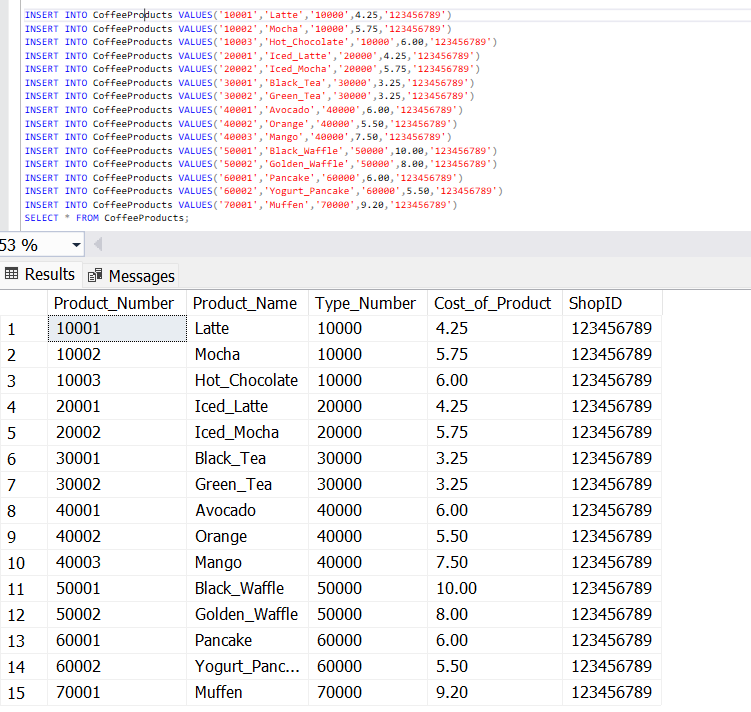 INSERT INTO CoffeeProducts VALUES('10001','Latte','10000',4.25,'123456789')
INSERT INTO CoffeeProducts VALUES('10002','Mocha','10000',5.75,'123456789')
INSERT INTO CoffeeProducts VALUES('10003','Hot_Chocolate','10000',6.00,'123456789')
INSERT INTO CoffeeProducts VALUES('20001','Iced_Latte','20000',4.25,'123456789')
INSERT INTO CoffeeProducts VALUES('20002','Iced_Mocha','20000',5.75,'123456789')
INSERT INTO CoffeeProducts VALUES('30001','Black_Tea','30000',3.25,'123456789')
INSERT INTO CoffeeProducts VALUES('30002','Green_Tea','30000',3.25,'123456789')
INSERT INTO CoffeeProducts VALUES('40001','Avocado','40000',6.00,'123456789')
INSERT INTO CoffeeProducts VALUES('40002','Orange','40000',5.50,'123456789')
INSERT INTO CoffeeProducts VALUES('40003','Mango','40000',7.50,'123456789')
INSERT INTO CoffeeProducts VALUES('50001','Black_Waffle','50000',10.00,'123456789')
INSERT INTO CoffeeProducts VALUES('50002','Golden_Waffle','50000',8.00,'123456789')
INSERT INTO CoffeeProducts VALUES('60001','Pancake','60000',6.00,'123456789')
INSERT INTO CoffeeProducts VALUES('60002','Yogurt_Pancake','60000',5.50,'123456789')
INSERT INTO CoffeeProducts VALUES('70001','Muffen','70000',9.20,'123456789')
SELECT * FROM CoffeeProducts;
53 %
Results Messages
Product_Number Product_Name Type_Number Cost_of_Product ShopID
1 10001 Latte 10000 4.25 123456789
2 10002 Mocha 10000 5.75 123456789
3 10003 Hot_Chocolate 10000 6.00 123456789
4 20001 Iced_Latte 20000 4.25 123456789
5 20002 Iced_Mocha 20000 5.75 123456789
6 30001 Black_Tea 30000 3.25 123456789
7 30002 Green_Tea 30000 3.25 123456789
8 40001 Avocado 40000 6.00 123456789
9 40002 Orange 40000 5.50 123456789
10 40003 Mango 40000 7.50 123456789
11 50001 Black_Waffle 50000 10.00 123456789
12 50002 Golden_Waffle 50000 8.00 123456789
13 60001 Pancake 60000 6.00 123456789
14 60002 Yogurt_Panc... 60000 5.50 123456789
15 70001 Muffen 70000 9.20 123456789